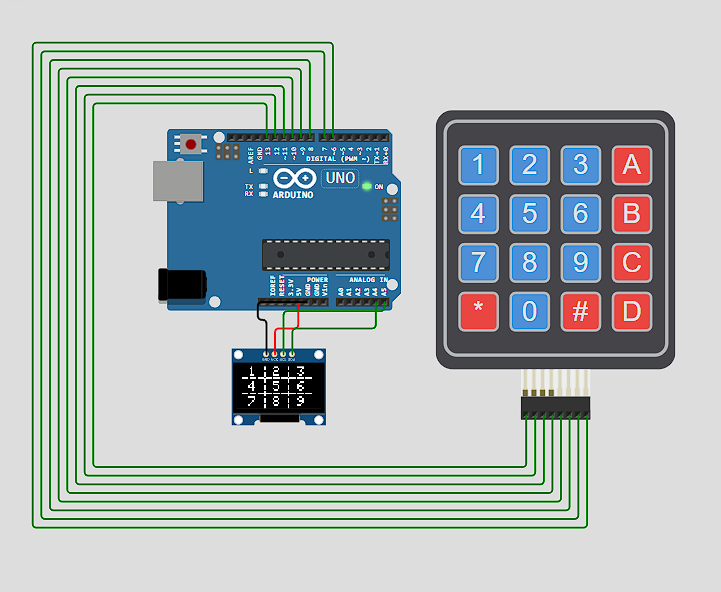 AREF
GND
13
12
~11
~10
~9
8
7
~6
~5
4
~3
2
TX→1
RX←0
DIGITAL (PWM ~)
L
TX
RX
UNO
ON
ARDUINO
IOREF
RESET
3.3V
5V
GND
GND
Vin
POWER
ANALOG IN
A0
A1
A2
A3
A4
A5
GND VCC SCL SDA
1 2 3
4 5 6
7 8 9
1 2 3 A
4 5 6 B
7 8 9 C
* 0 # D